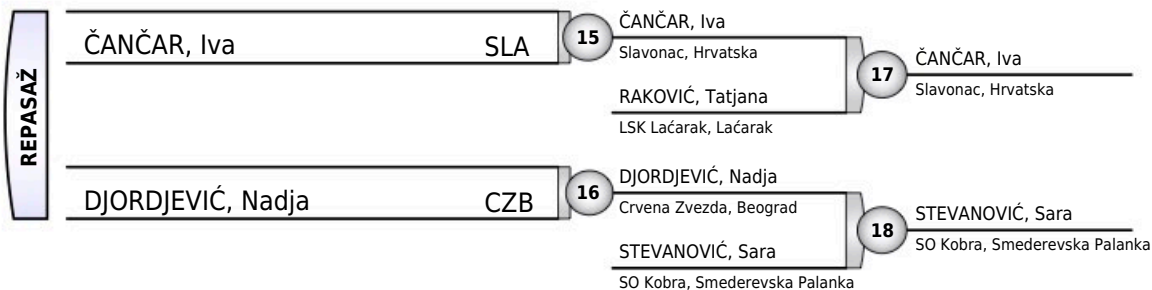 REPASAŽ
ČANČAR, Iva SLA
15
ČANČAR, Iva
Slavonac, Hrvatska
RAKOVIĆ, Tatjana
LSK Laćarak, Laćarak
17
ČANČAR, Iva
Slavonac, Hrvatska
DJORDJEVIĆ, Nadja CZB
16
DJORDJEVIĆ, Nadja
Crvena Zvezda, Beograd
STEVANOVIĆ, Sara
SO Kobra, Smederevska Palanka
18
STEVANOVIĆ, Sara
SO Kobra, Smederevska Palanka